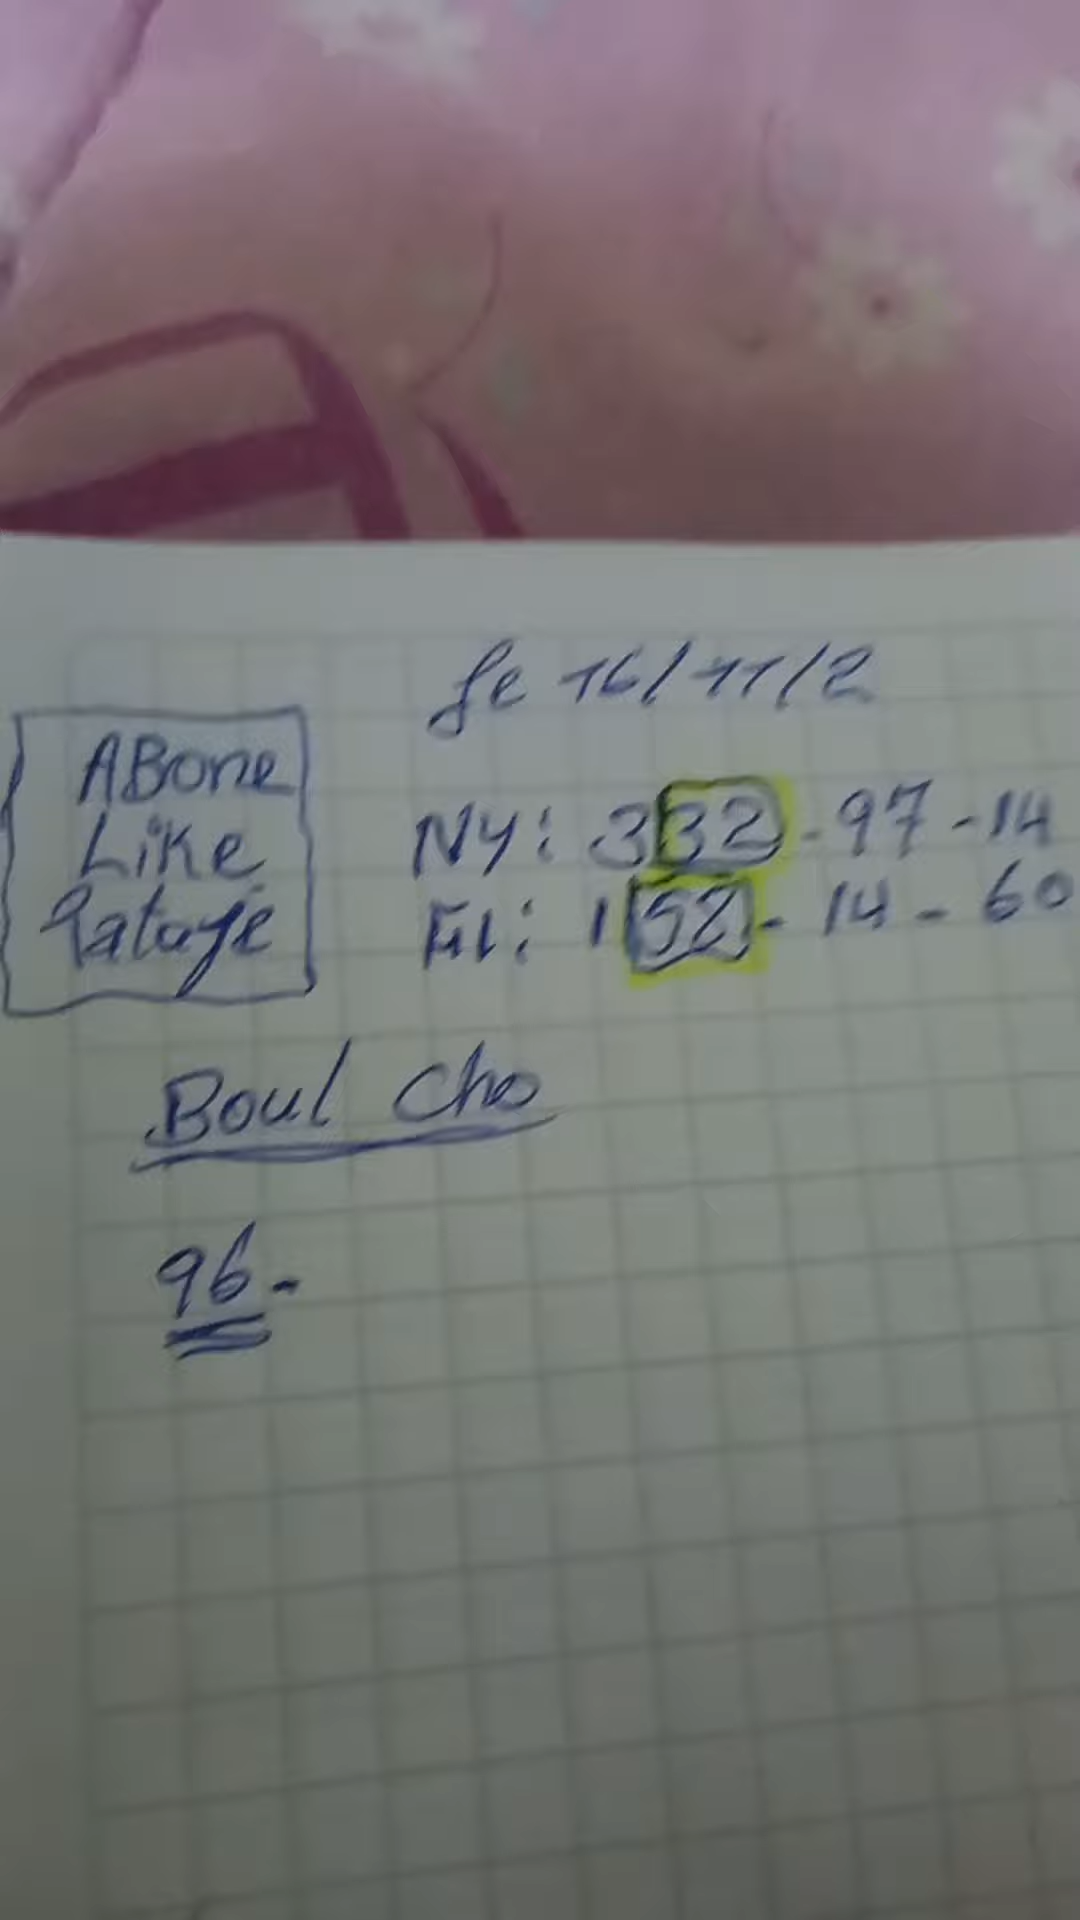 Le 16/11/2
ABone
Like
Pataje
NY: 332-97-14
Fl: 152-14-60
Boul Cho
96-